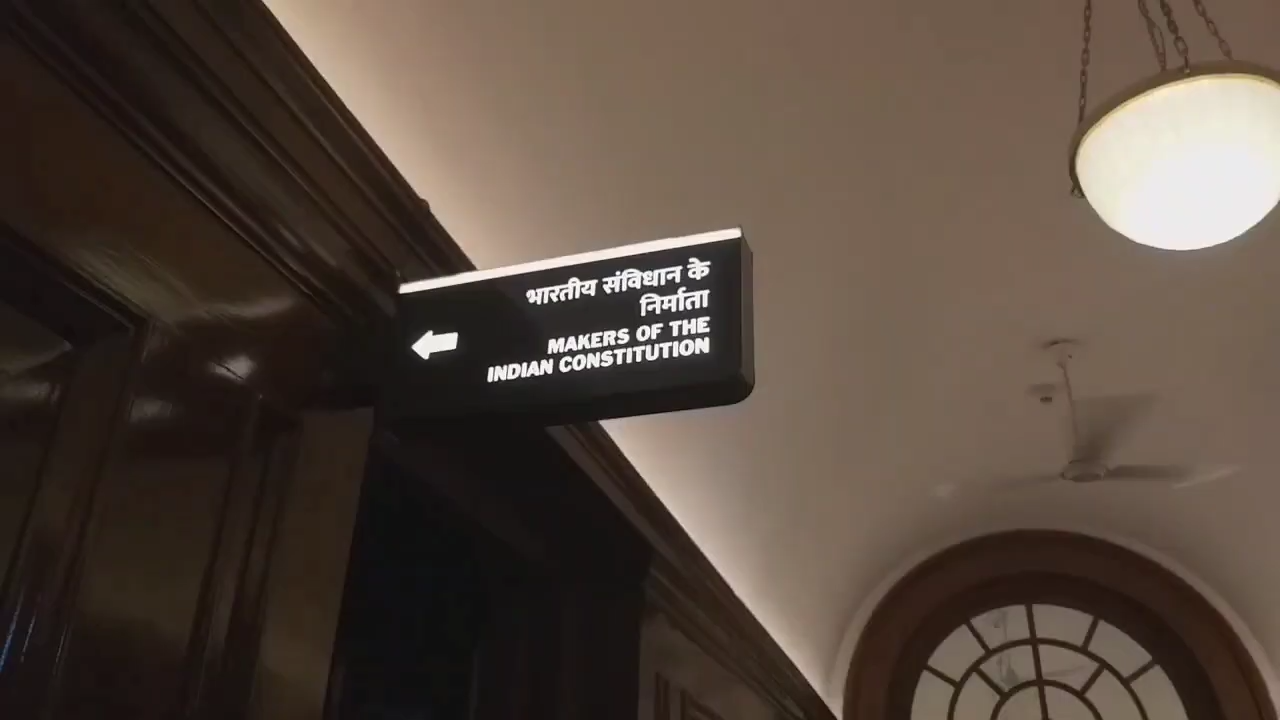 भारतीय संविधान के
निर्माता
MAKERS OF THE
INDIAN CONSTITUTION